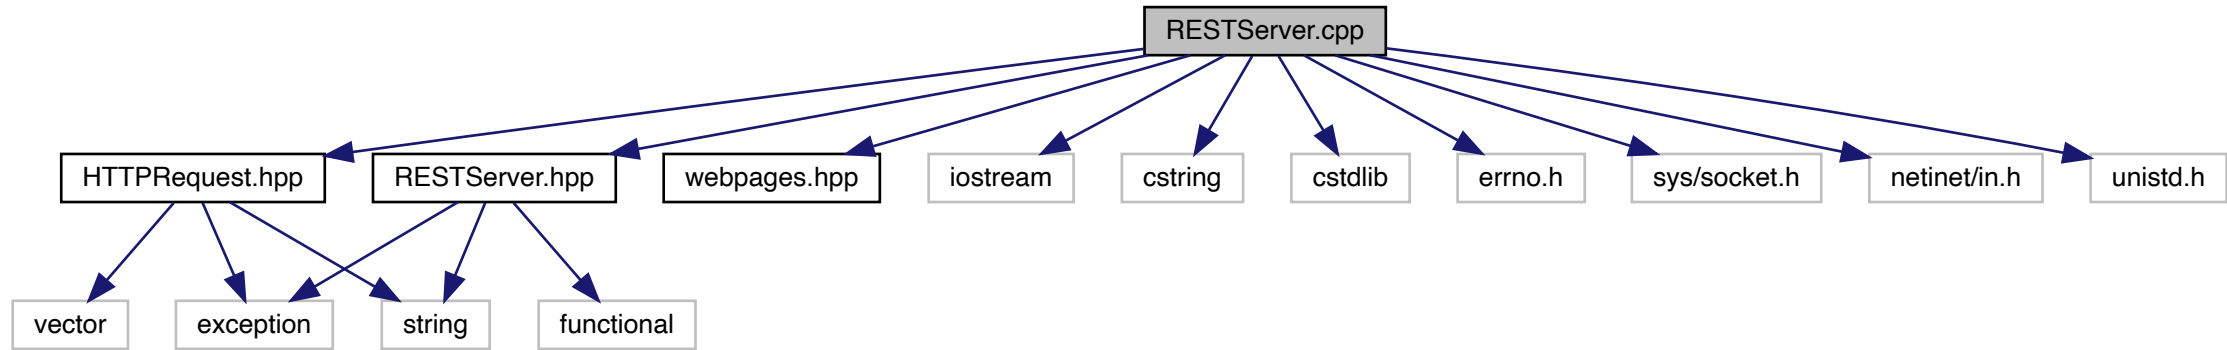 RESTServer.cpp
HTTPRequest.hpp
RESTServer.hpp
webpages.hpp
iostream
cstring
cstdlib
errno.h
sys/socket.h
netinet/in.h
unistd.h
vector
exception
string
functional